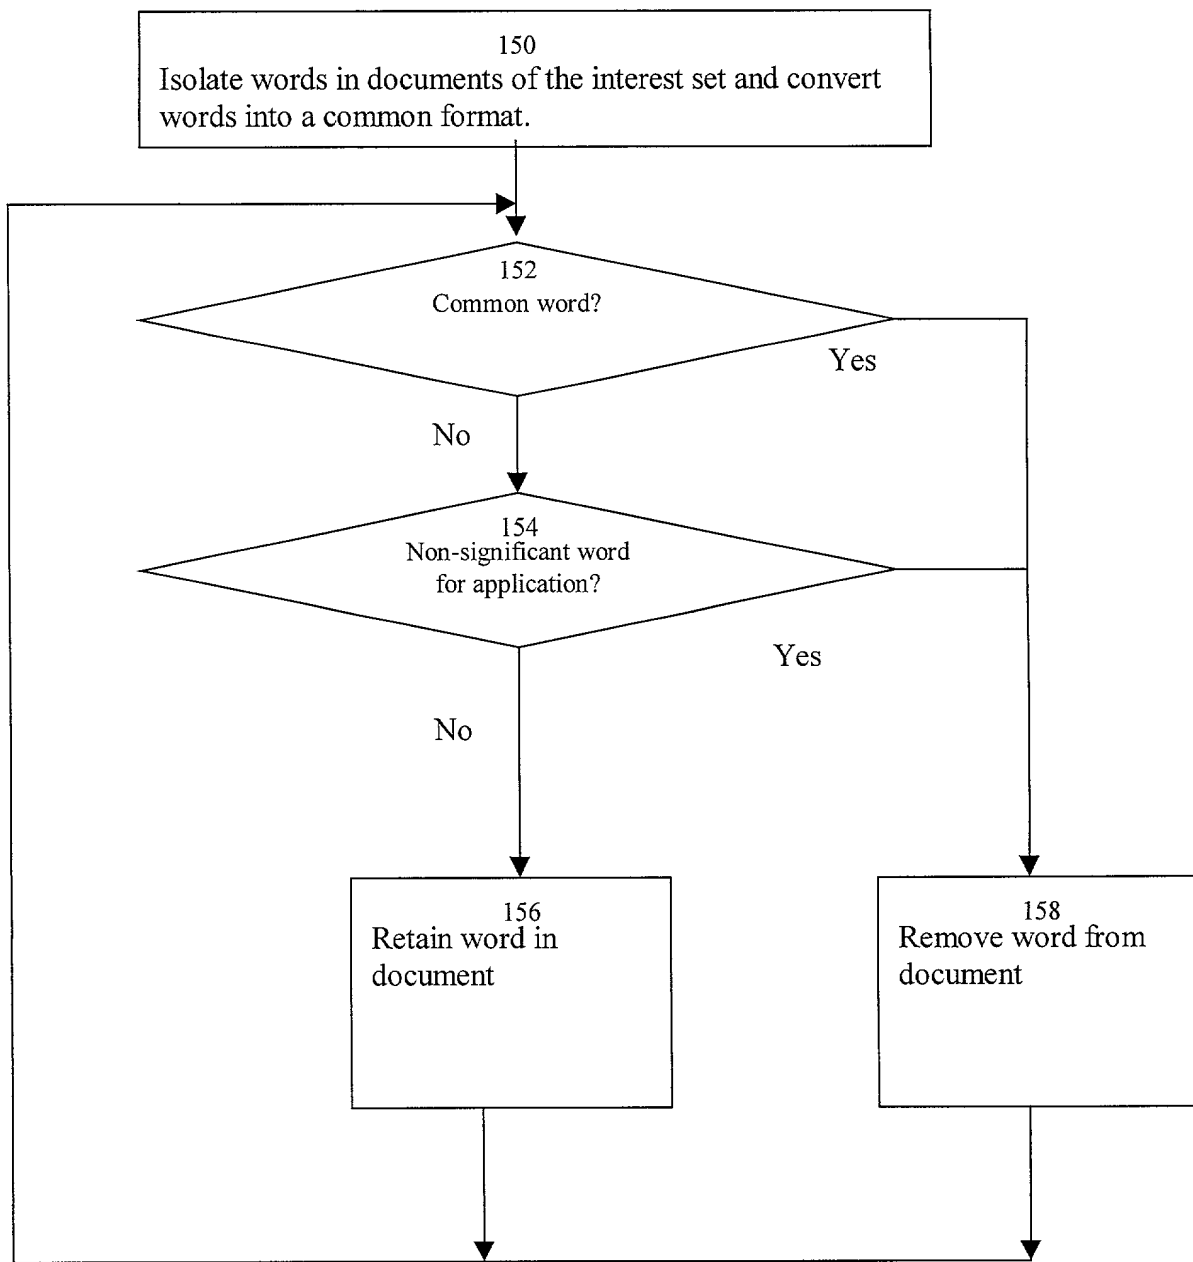 150
Isolate words in documents of the interest set and convert
words into a common format.
152
Common word?
Yes
No
154
Non-significant word
for application?
Yes
No
156
Retain word in
document
158
Remove word from
document